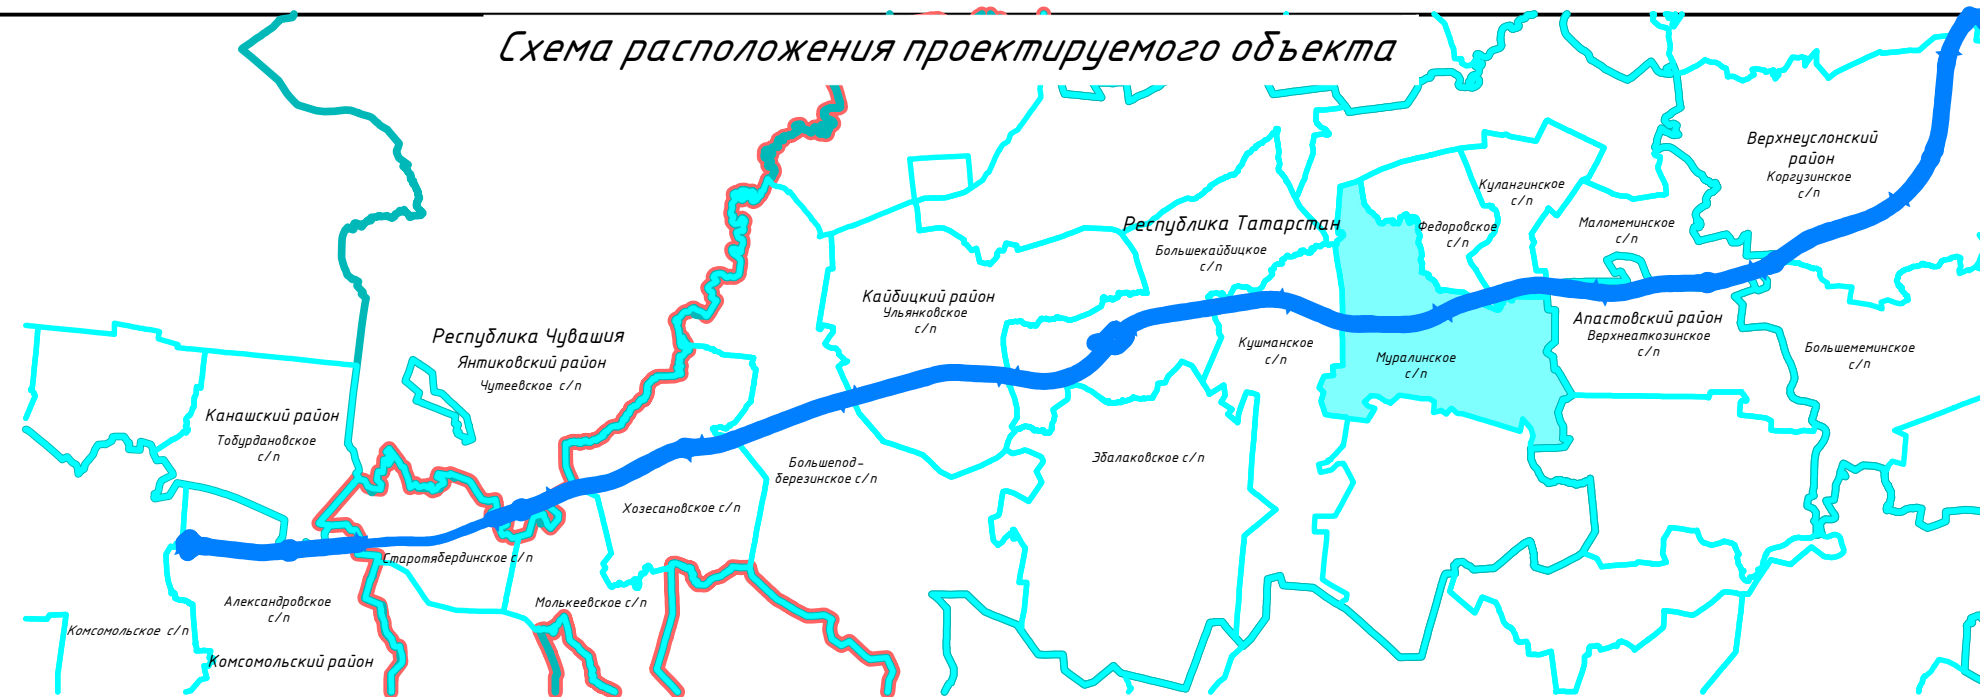 Схема расположения проектируемого объекта
Верхнеуслонский
район
Коргузинское
с/п
Кулангинское
с/п
Республика Татарстан
Федоровское
с/п
Маломеминское
с/п
Большекайбицкое
с/п
Кайбицкий район
Ульянковское
с/п
Апастовский район
Верхнеаткозинское
с/п
Республика Чувашия
Янтиковский район
Чутеевское с/п
Кушманское
с/п
Муралинское
с/п
Большемеминское
с/п
Канашский район
Тобурдановское
с/п
Большепод-
березинское с/п
Эбалаковское с/п
Хозесановское с/п
Старотябердинское с/п
Александровское
с/п
Молькеевское с/п
Комсомольское с/п
Комсомольский район